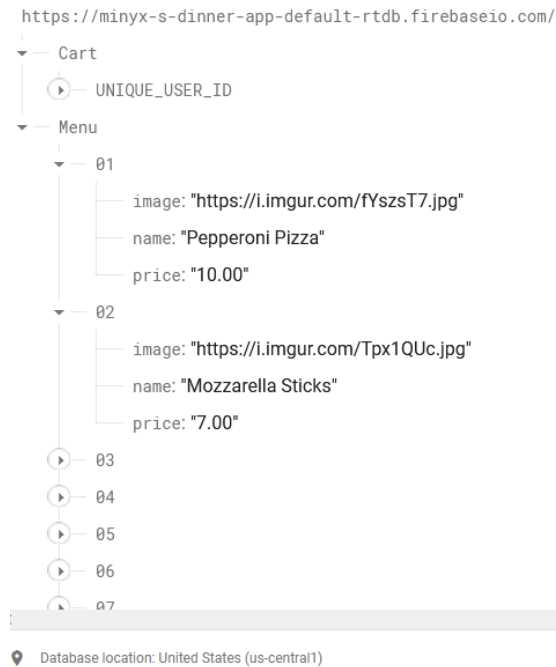 https://minyx-s-dinner-app-default-rtdb.firebaseio.com/
Cart
UNIQUE_USER_ID
Menu
01
image: "https://i.imgur.com/fYszsT7.jpg"
name: "Pepperoni Pizza"
price: "10.00"
02
image: "https://i.imgur.com/Tpx1QUc.jpg"
name: "Mozzarella Sticks"
price: "7.00"
03
04
05
06
07
Database location: United States (us-central1)